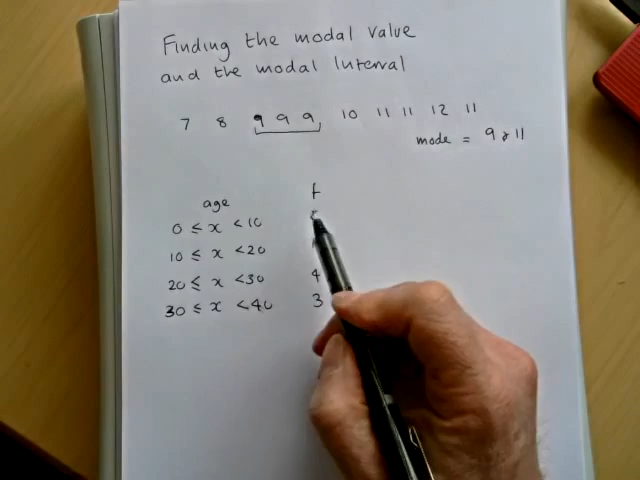 Finding the modal value
and the modal Interval
7 8 9 9 9 10 11 11 12 11
mode = 9 & 11
age f
0 ≤ x < 10
10 ≤ x < 20
20 ≤ x < 30 4
30 ≤ x < 40 3